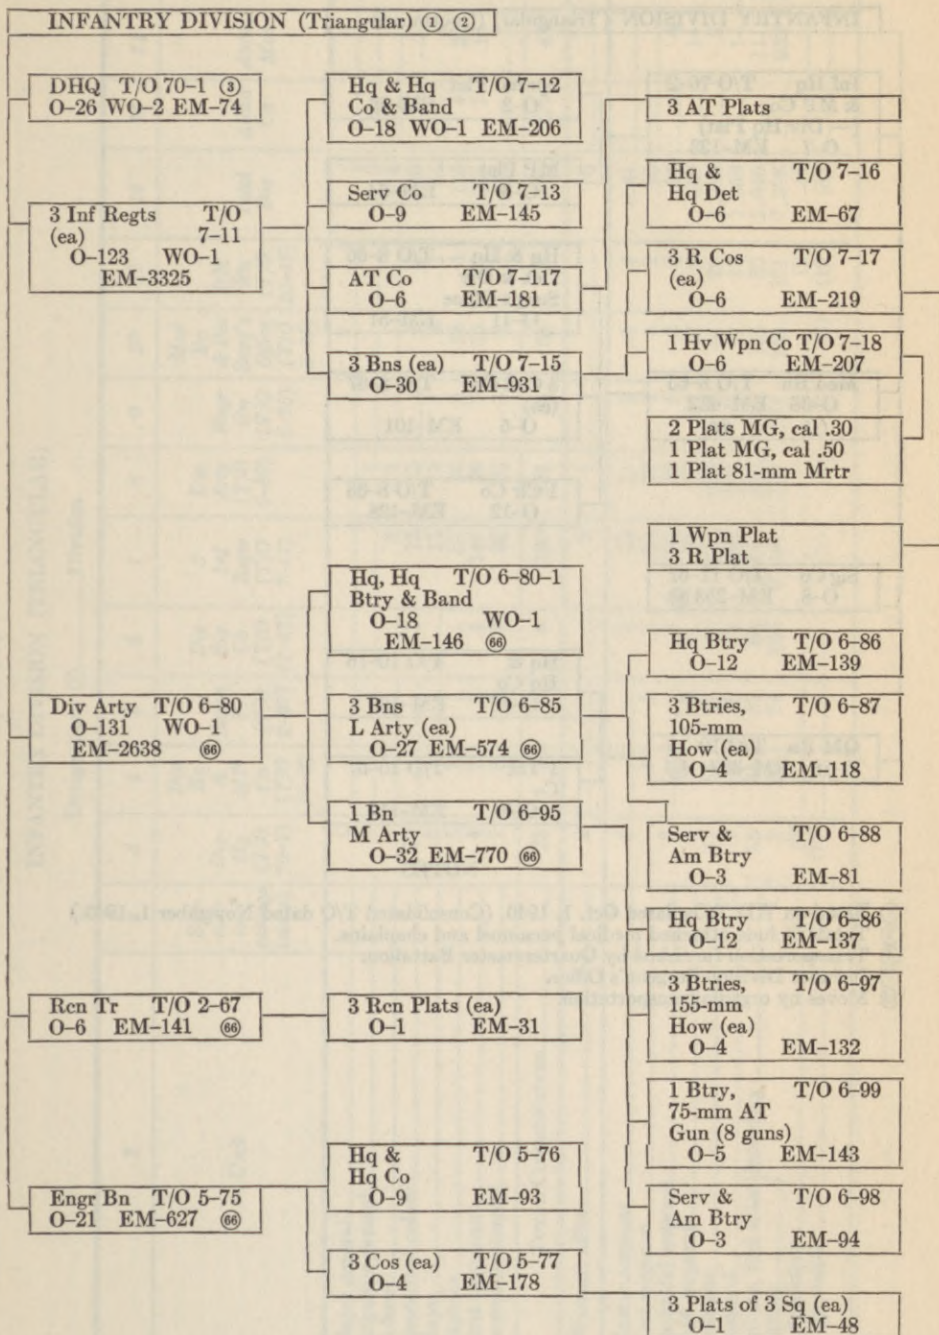 INFANTRY DIVISION (Triangular) ① ②
DHQ T/O 70–1 ③
O–26 WO–2 EM–74
3 Inf Regts T/O
(ea) 7–11
O–123 WO–1
EM–3325
Div Arty T/O 6–80
O–131 WO–1
EM–2638 66
Rcn Tr T/O 2–67
O–6 EM–141 66
Engr Bn T/O 5–75
O–21 EM–627 66
Hq & Hq T/O 7–12
Co & Band
O–18 WO–1 EM–206
Serv Co T/O 7–13
O–9 EM–145
AT Co T/O 7–117
O–6 EM–181
3 Bns (ea) T/O 7–15
O–30 EM–931
Hq, Hq T/O 6–80–1
Btry & Band
O–18 WO–1
EM–146 66
3 Bns T/O 6–85
L Arty (ea)
O–27 EM–574 66
1 Bn T/O 6–95
M Arty
O–32 EM–770 66
3 Rcn Plats (ea)
O–1 EM–31
Hq & T/O 5–76
Hq Co
O–9 EM–93
3 Cos (ea) T/O 5–77
O–4 EM–178
3 AT Plats
Hq & T/O 7–16
Hq Det
O–6 EM–67
3 R Cos T/O 7–17
(ea)
O–6 EM–219
1 Hv Wpn Co T/O 7–18
O–6 EM–207
2 Plats MG, cal .30
1 Plat MG, cal .50
1 Plat 81-mm Mrtr
1 Wpn Plat
3 R Plat
Hq Btry T/O 6–86
O–12 EM–139
3 Btries, T/O 6–87
105-mm
How (ea)
O–4 EM–118
Serv & T/O 6–88
Am Btry
O–3 EM–81
Hq Btry T/O 6–86
O–12 EM–137
3 Btries, T/O 6–97
155-mm
How (ea)
O–4 EM–132
1 Btry, T/O 6–99
75-mm AT
Gun (8 guns)
O–5 EM–143
Serv & T/O 6–98
Am Btry
O–3 EM–94
3 Plats of 3 Sq (ea)
O–1 EM–48